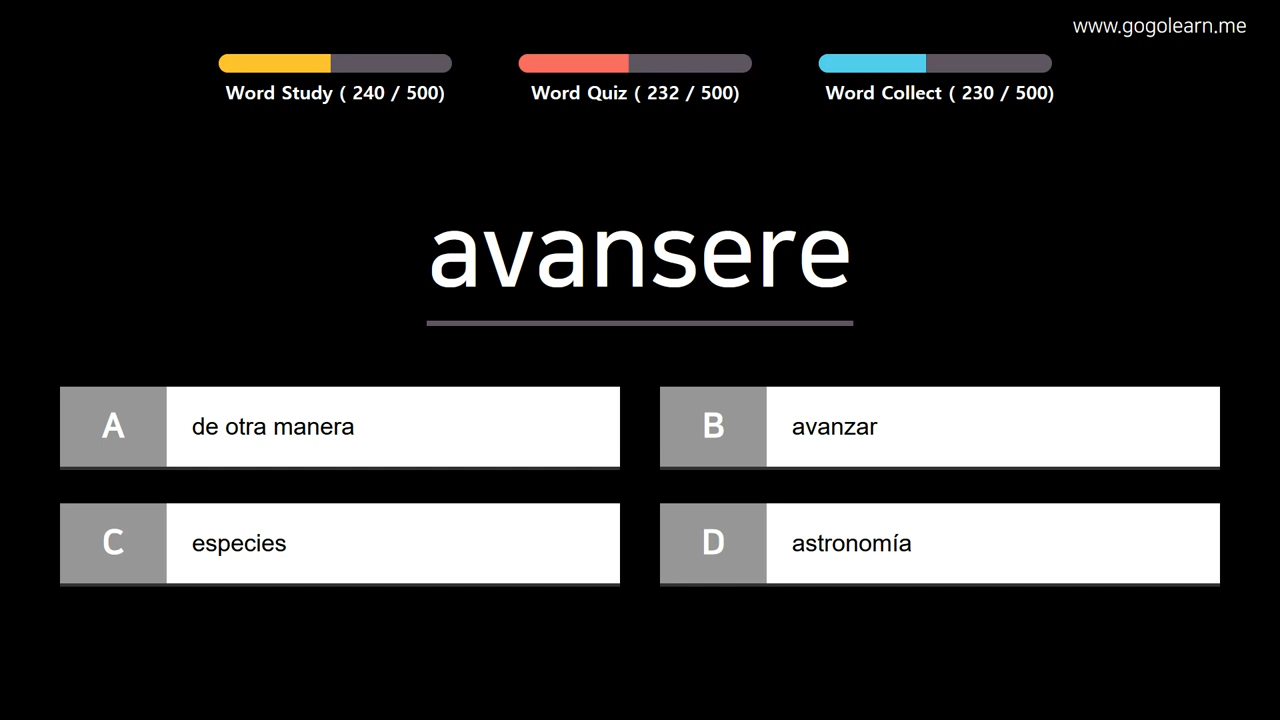 www.gogolearn.me
Word Study ( 240 / 500)
Word Quiz ( 232 / 500)
Word Collect ( 230 / 500)
avansere
A
de otra manera
B
avanzar
C
especies
D
astronomía